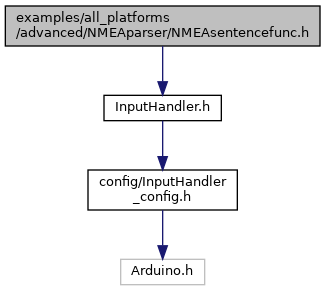 examples/all_platforms
/advanced/NMEAparser/NMEAsentencefunc.h
InputHandler.h
config/InputHandler
_config.h
Arduino.h